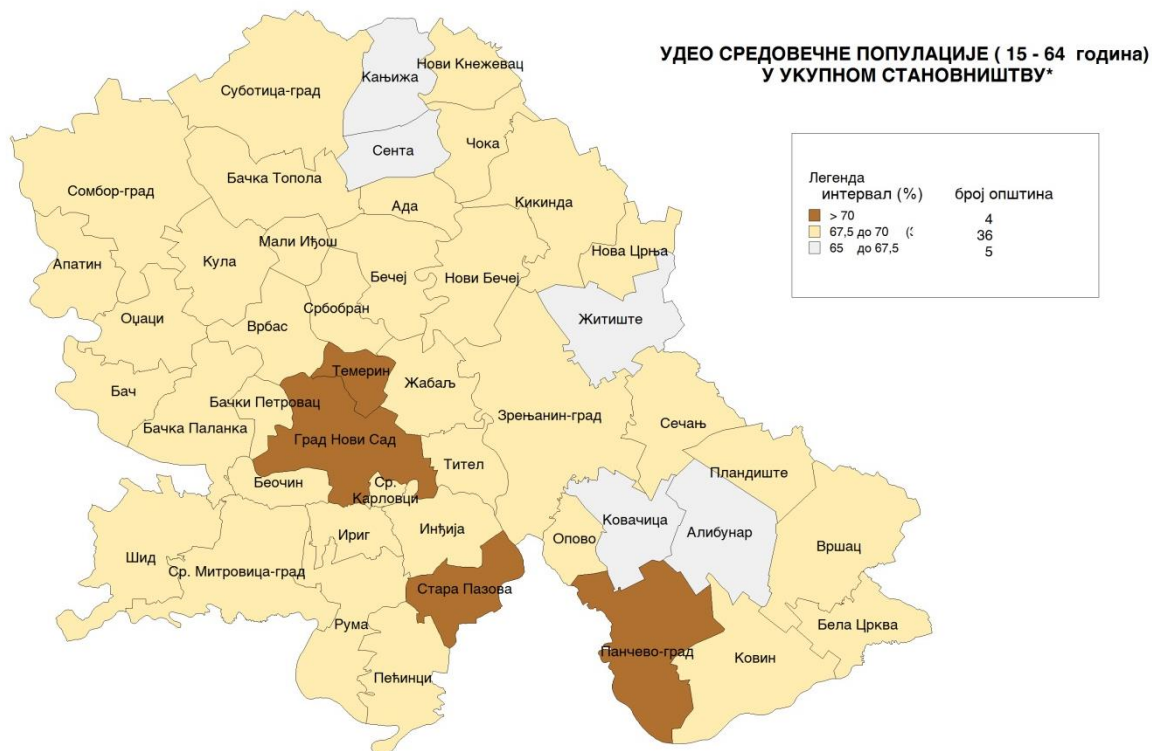 УДЕО СРЕДОВЕЧНЕ ПОПУЛАЦИЈЕ ( 15 - 64 година)
У УКУПНОМ СТАНОВНИШТВУ*
Легенда
интервал (%) број општина
> 70 4
67,5 до 70 36
65 до 67,5 5
Нови Кнежевац
Кањижа
Суботица-град
Чока
Сента
Бачка Топола
Сомбор-град
Ада
Кикинда
Мали Иђош
Нова Црња
Апатин
Кула
Бечеј
Нови Бечеј
Србобран
Оџаци
Врбас
Житиште
Темерин
Жабаљ
Бач
Бачки Петровац
Бачка Паланка
Зрењанин-град
Сечањ
Град Нови Сад
Тител
Пландиште
Беочин
Ср.
Карловци
Ковачица
Инђија
Ириг
Опово
Алибунар
Вршац
Шид
Ср. Митровица-град
Стара Пазова
Рума
Бела Црква
Панчево-град
Ковин
Пећинци